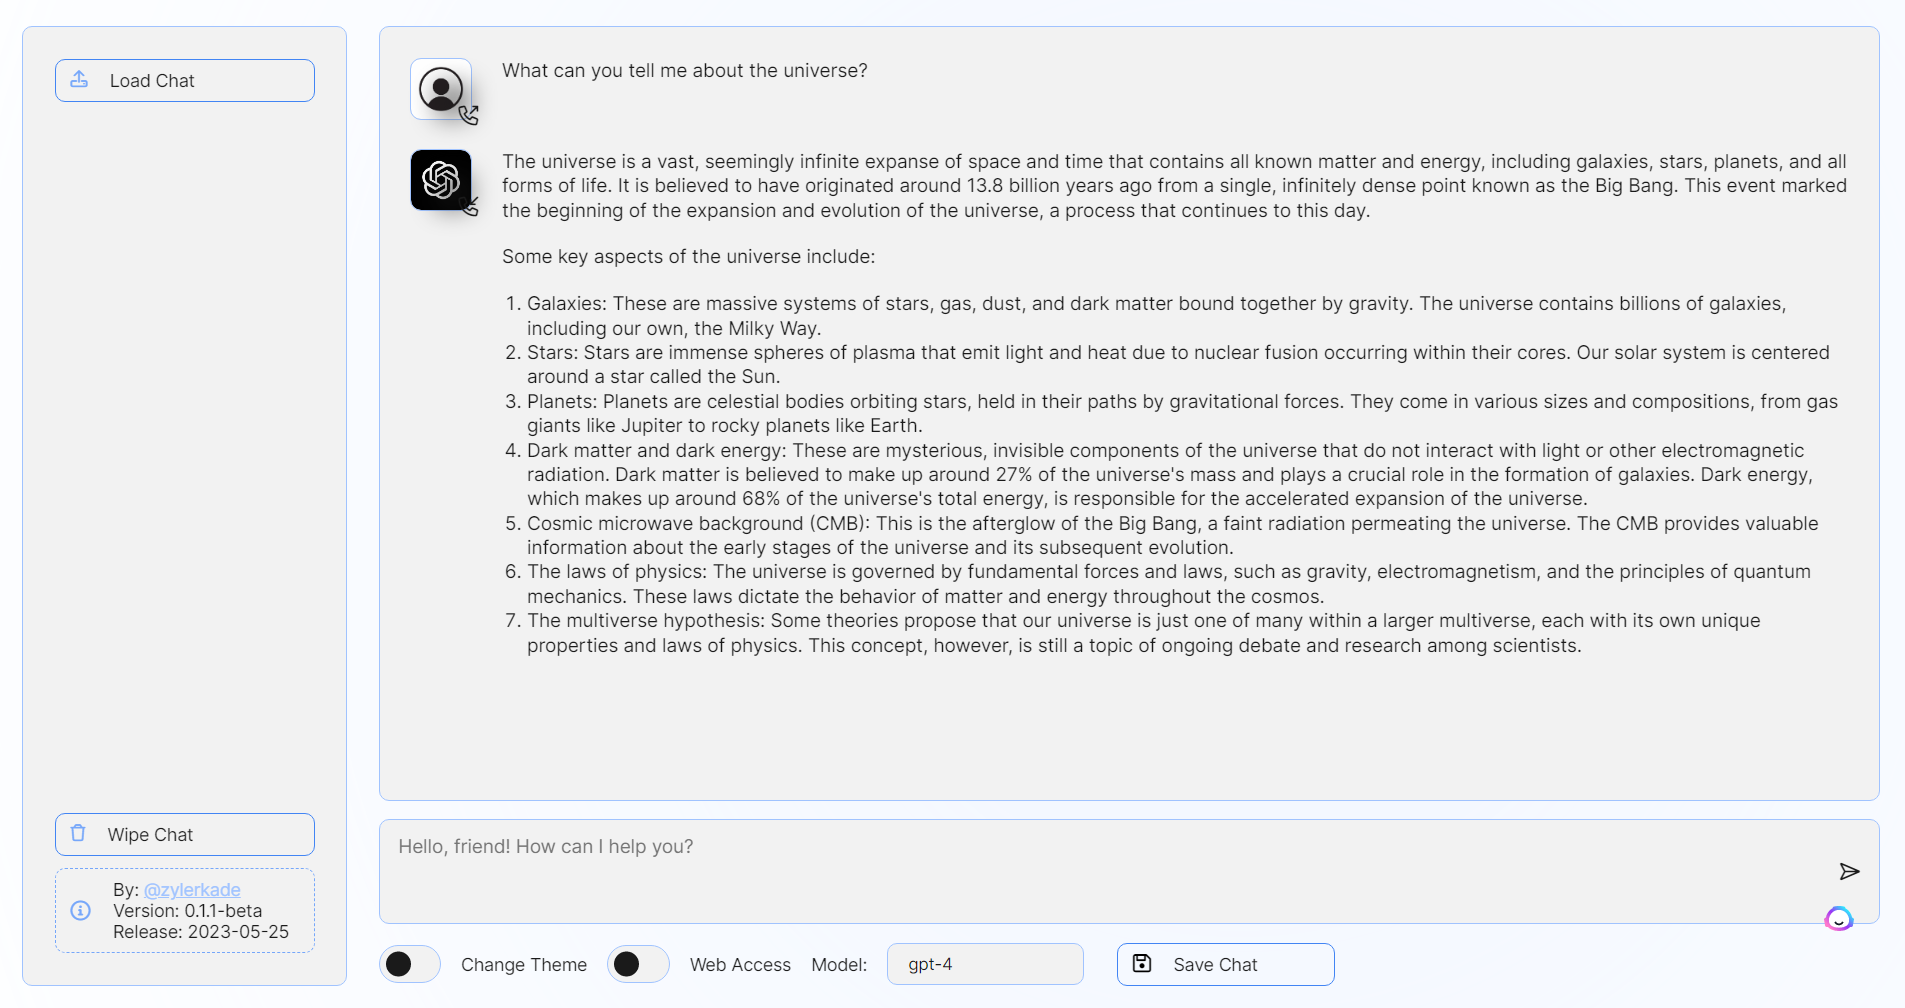 Load Chat
Wipe Chat
By: @zylerkade
Version: 0.1.1-beta
Release: 2023-05-25
What can you tell me about the universe?
The universe is a vast, seemingly infinite expanse of space and time that contains all known matter and energy, including galaxies, stars, planets, and all
forms of life. It is believed to have originated around 13.8 billion years ago from a single, infinitely dense point known as the Big Bang. This event marked
the beginning of the expansion and evolution of the universe, a process that continues to this day.
Some key aspects of the universe include:
1. Galaxies: These are massive systems of stars, gas, dust, and dark matter bound together by gravity. The universe contains billions of galaxies,
including our own, the Milky Way.
2. Stars: Stars are immense spheres of plasma that emit light and heat due to nuclear fusion occurring within their cores. Our solar system is centered
around a star called the Sun.
3. Planets: Planets are celestial bodies orbiting stars, held in their paths by gravitational forces. They come in various sizes and compositions, from gas
giants like Jupiter to rocky planets like Earth.
4. Dark matter and dark energy: These are mysterious, invisible components of the universe that do not interact with light or other electromagnetic
radiation. Dark matter is believed to make up around 27% of the universe's mass and plays a crucial role in the formation of galaxies. Dark energy,
which makes up around 68% of the universe's total energy, is responsible for the accelerated expansion of the universe.
5. Cosmic microwave background (CMB): This is the afterglow of the Big Bang, a faint radiation permeating the universe. The CMB provides valuable
information about the early stages of the universe and its subsequent evolution.
6. The laws of physics: The universe is governed by fundamental forces and laws, such as gravity, electromagnetism, and the principles of quantum
mechanics. These laws dictate the behavior of matter and energy throughout the cosmos.
7. The multiverse hypothesis: Some theories propose that our universe is just one of many within a larger multiverse, each with its own unique
properties and laws of physics. This concept, however, is still a topic of ongoing debate and research among scientists.
Hello, friend! How can I help you?
Change Theme
Web Access
Model:
gpt-4
Save Chat